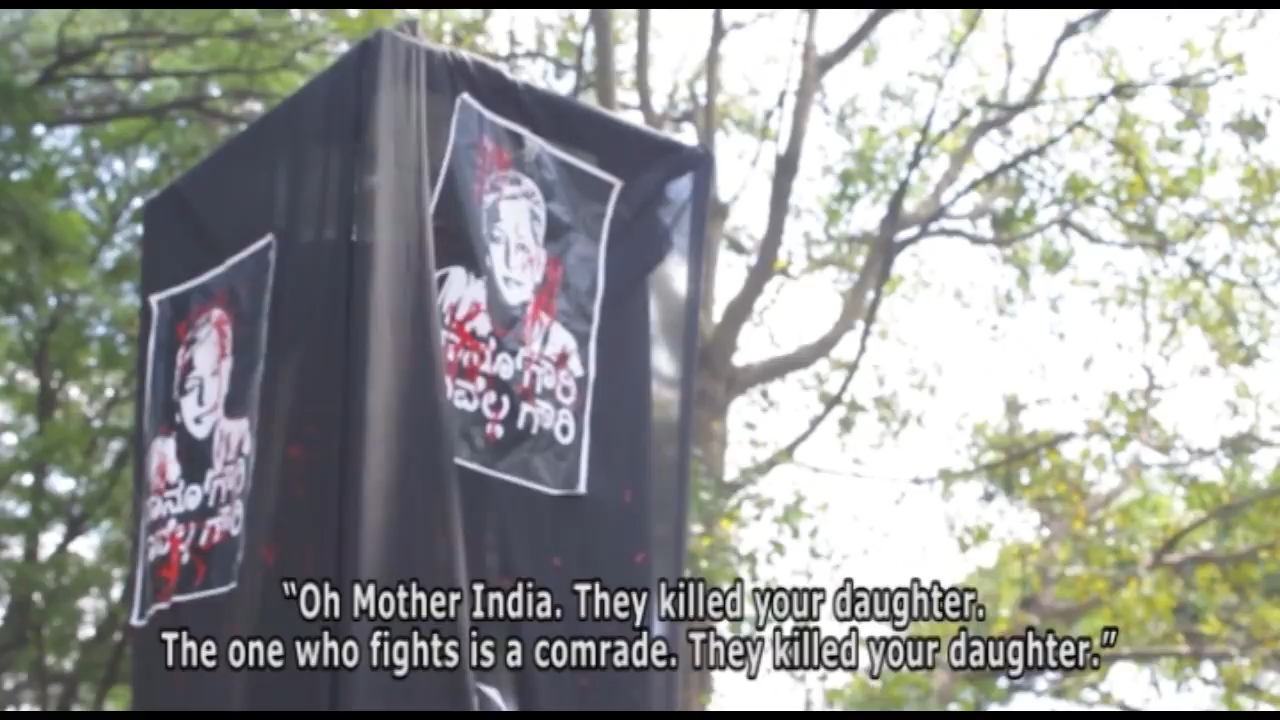 ಗೌರಿ
ಗೌರಿ
ಗೌರಿ
ಗೌರಿ
“Oh Mother India. They killed your daughter.
The one who fights is a comrade. They killed your daughter.”